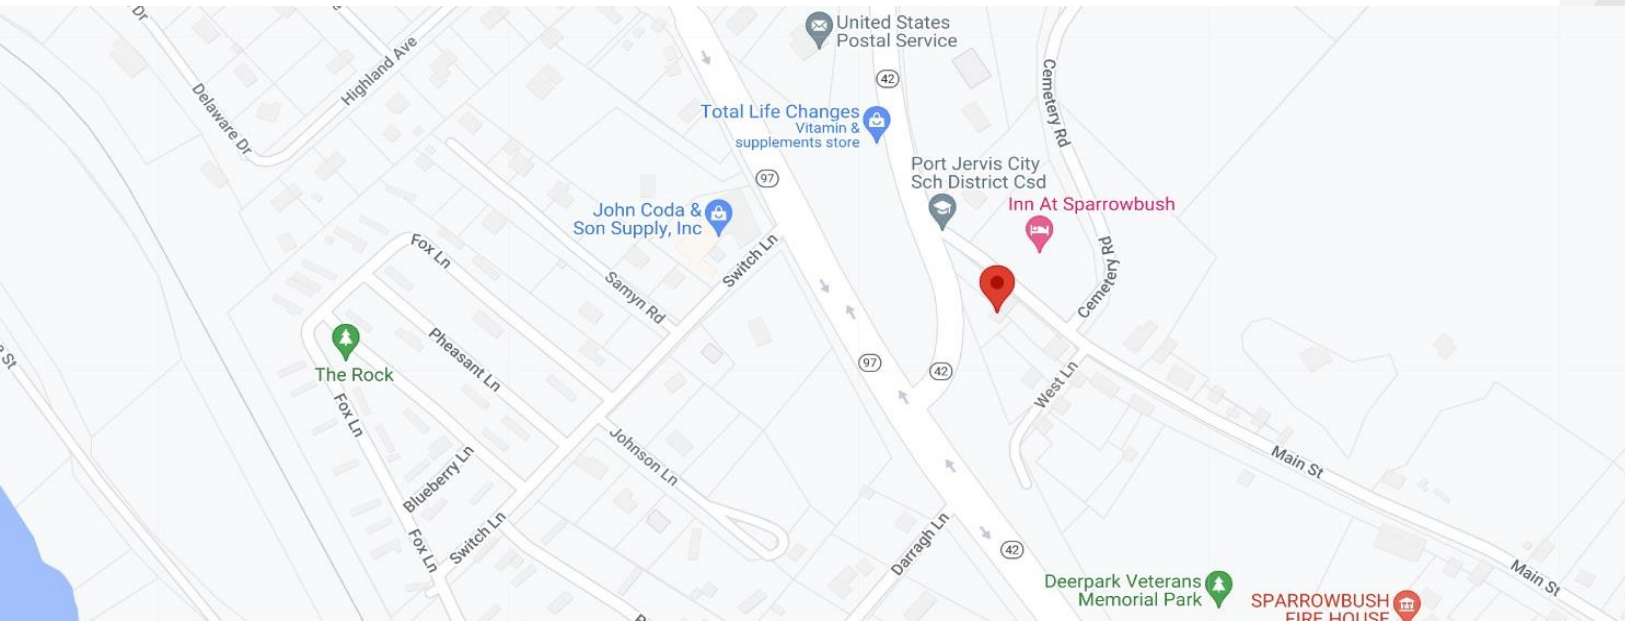 Dr
Highland Ave
Delaware Dr
United States
Postal Service
42
Cemetery Rd
Total Life Changes
Vitamin &
supplements store
97
Port Jervis City
Sch District Csd
Inn At Sparrowbush
John Coda &
Son Supply, Inc
Switch Ln
Fox Ln
Samyn Rd
Cemetery Rd
Pheasant Ln
The Rock
97
42
West Ln
St
Fox Ln
Johnson Ln
Blueberry Ln
Main St
Switch Ln
Fox Ln
Darragh Ln
42
Main St
Deerpark Veterans
Memorial Park
SPARROWBUSH
FIRE HOUSE